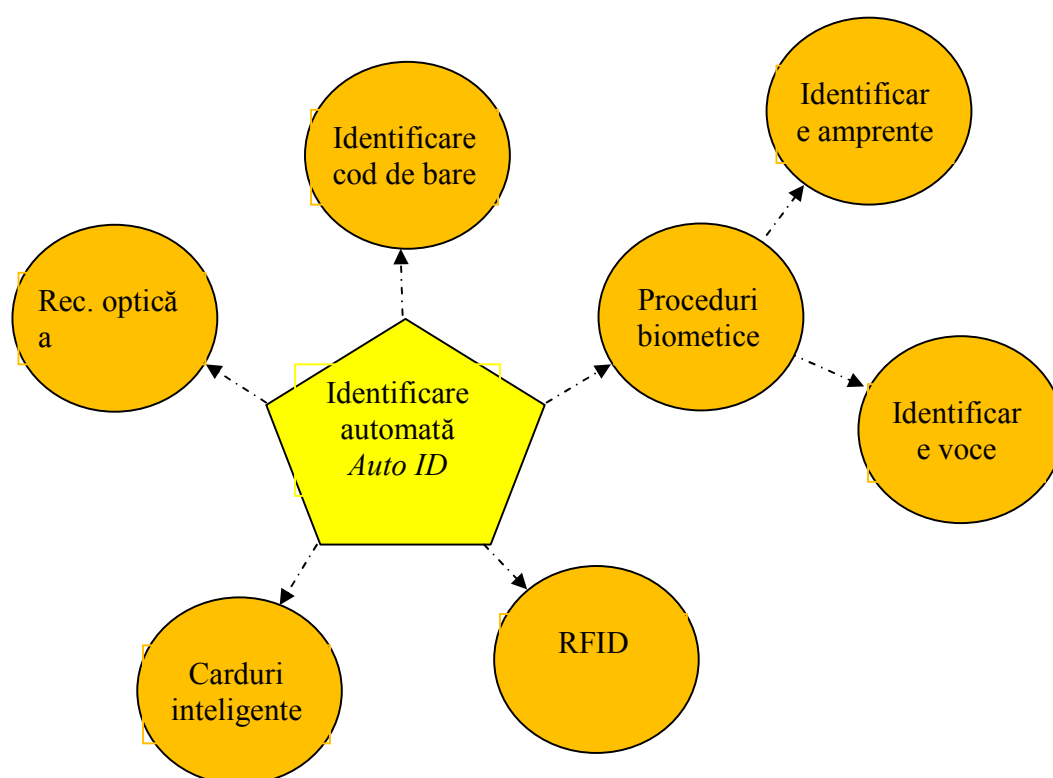 Identificar
e amprente
Identificare
cod de bare
Rec. optică
a
Proceduri
biometice
Identificare
automată
Auto ID
Identificar
e voce
Carduri
inteligente
RFID